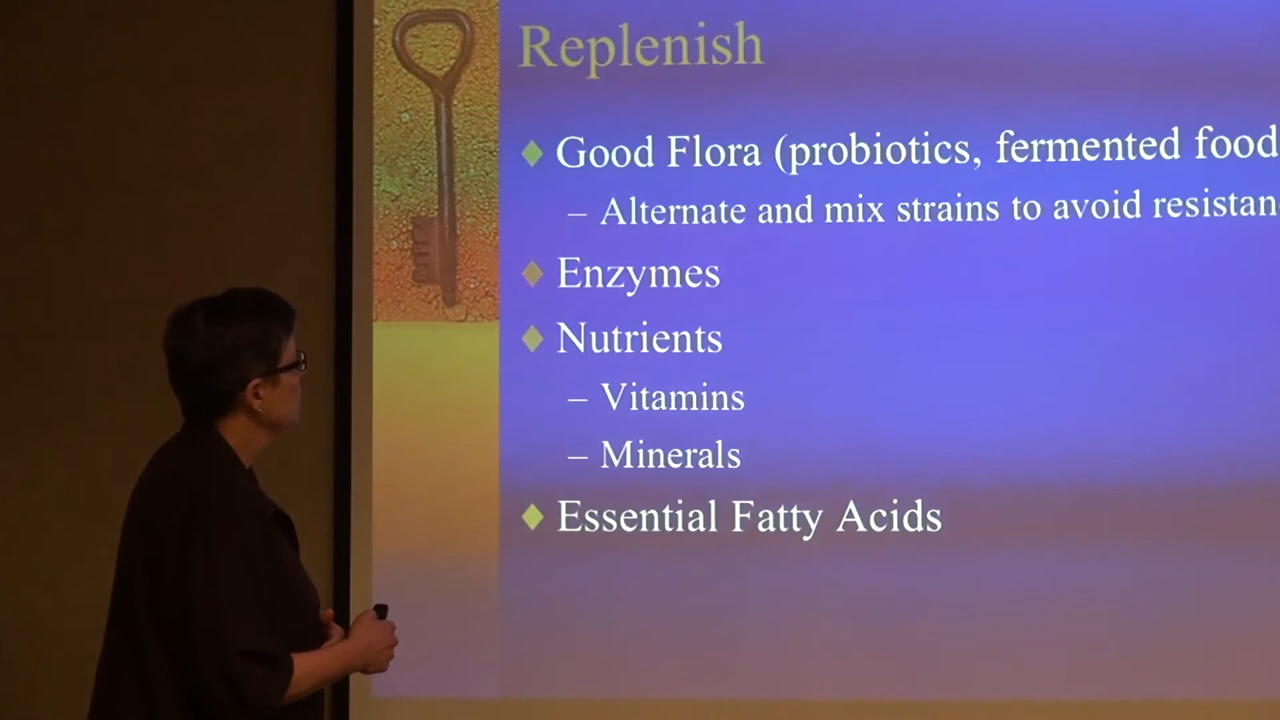 Replenish
♦ Good Flora (probiotics, fermented food
– Alternate and mix strains to avoid resistan
♦ Enzymes
♦ Nutrients
– Vitamins
– Minerals
♦ Essential Fatty Acids